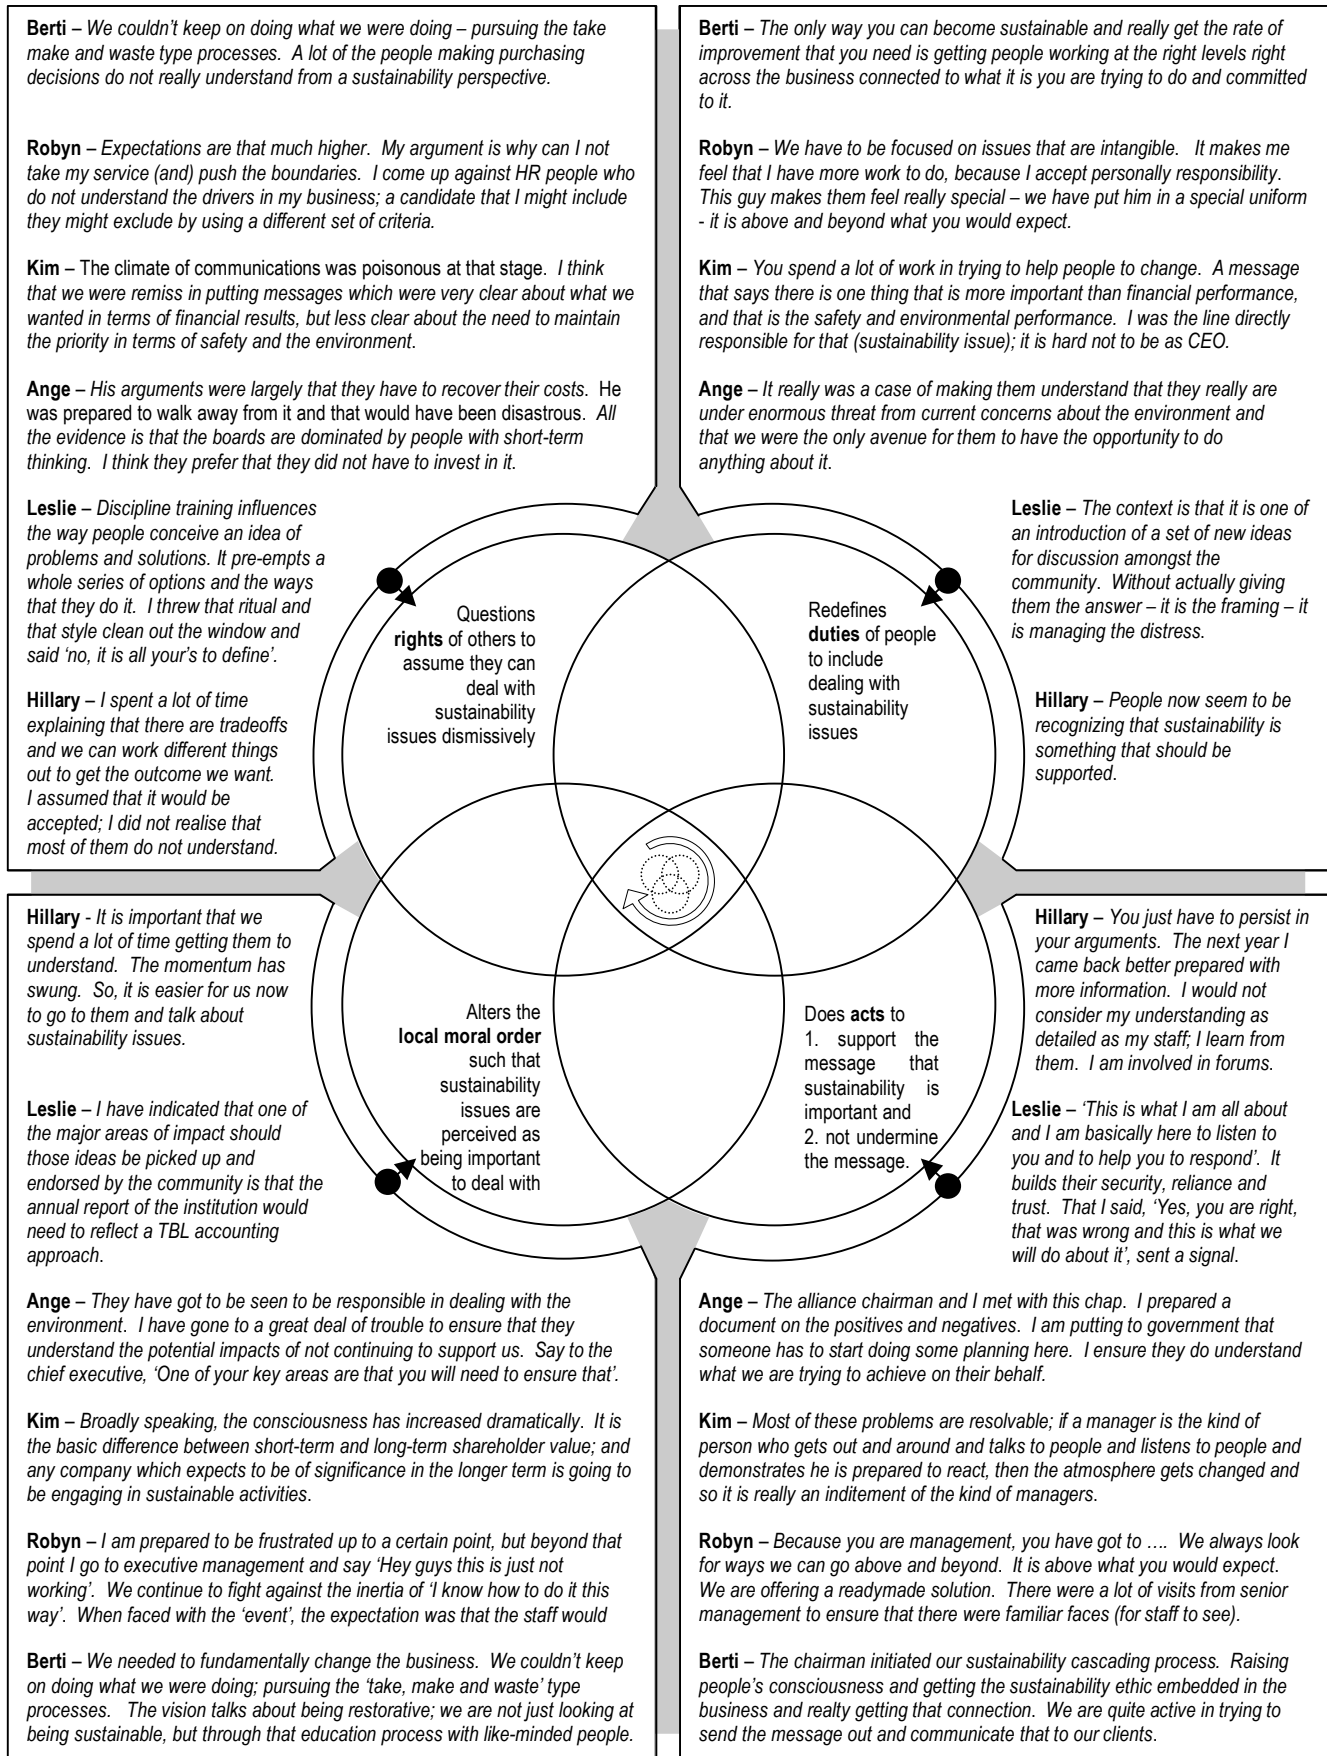 Berti – We couldn't keep on doing what we were doing – pursuing the take
make and waste type processes. A lot of the people making purchasing
decisions do not really understand from a sustainability perspective.
Robyn – Expectations are that much higher. My argument is why can I not
take my service (and) push the boundaries. I come up against HR people who
do not understand the drivers in my business; a candidate that I might include
they might exclude by using a different set of criteria.
Kim – The climate of communications was poisonous at that stage. I think
that we were remiss in putting messages which were very clear about what we
wanted in terms of financial results, but less clear about the need to maintain
the priority in terms of safety and the environment.
Ange – His arguments were largely that they have to recover their costs. He
was prepared to walk away from it and that would have been disastrous. All
the evidence is that the boards are dominated by people with short-term
thinking. I think they prefer that they did not have to invest in it.
Leslie – Discipline training influences
the way people conceive an idea of
problems and solutions. It pre-empts a
whole series of options and the ways
that they do it. I threw that ritual and
that style clean out the window and
said 'no, it is all your's to define'.
Hillary – I spent a lot of time
explaining that there are tradeoffs
and we can work different things
out to get the outcome we want.
I assumed that it would be
accepted; I did not realise that
most of them do not understand.
Berti – The only way you can become sustainable and really get the rate of
improvement that you need is getting people working at the right levels right
across the business connected to what it is you are trying to do and committed
to it.
Robyn – We have to be focused on issues that are intangible. It makes me
feel that I have more work to do, because I accept personally responsibility.
This guy makes them feel really special – we have put him in a special uniform
- it is above and beyond what you would expect.
Kim – You spend a lot of work in trying to help people to change. A message
that says there is one thing that is more important than financial performance,
and that is the safety and environmental performance. I was the line directly
responsible for that (sustainability issue); it is hard not to be as CEO.
Ange – It really was a case of making them understand that they really are
under enormous threat from current concerns about the environment and
that we were the only avenue for them to have the opportunity to do
anything about it.
Leslie – The context is that it is one of
an introduction of a set of new ideas
for discussion amongst the
community. Without actually giving
them the answer – it is the framing – it
is managing the distress.
Hillary – People now seem to be
recognizing that sustainability is
something that should be
supported.
Questions
rights of others to
assume they can
deal with
sustainability
issues dismissively
Redefines
duties of people
to include
dealing with
sustainability
issues
Alters the
local moral order
such that
sustainability
issues are
perceived as
being important
to deal with
Does acts to
1. support the
message that
sustainability is
important and
2. not undermine
the message.
Hillary - It is important that we
spend a lot of time getting them to
understand. The momentum has
swung. So, it is easier for us now
to go to them and talk about
sustainability issues.
Leslie – I have indicated that one of
the major areas of impact should
those ideas be picked up and
endorsed by the community is that the
annual report of the institution would
need to reflect a TBL accounting
approach.
Ange – They have got to be seen to be responsible in dealing with the
environment. I have gone to a great deal of trouble to ensure that they
understand the potential impacts of not continuing to support us. Say to the
chief executive, 'One of your key areas are that you will need to ensure that'.
Kim – Broadly speaking, the consciousness has increased dramatically. It is
the basic difference between short-term and long-term shareholder value; and
any company which expects to be of significance in the longer term is going to
be engaging in sustainable activities.
Robyn – I am prepared to be frustrated up to a certain point, but beyond that
point I go to executive management and say 'Hey guys this is just not
working'. We continue to fight against the inertia of 'I know how to do it this
way'. When faced with the 'event', the expectation was that the staff would
Berti – We needed to fundamentally change the business. We couldn't keep
on doing what we were doing; pursuing the 'take, make and waste' type
processes. The vision talks about being restorative; we are not just looking at
being sustainable, but through that education process with like-minded people.
Hillary – You just have to persist in
your arguments. The next year I
came back better prepared with
more information. I would not
consider my understanding as
detailed as my staff; I learn from
them. I am involved in forums.
Leslie – 'This is what I am all about
and I am basically here to listen to
you and to help you to respond'. It
builds their security, reliance and
trust. That I said, 'Yes, you are right,
that was wrong and this is what we
will do about it', sent a signal.
Ange – The alliance chairman and I met with this chap. I prepared a
document on the positives and negatives. I am putting to government that
someone has to start doing some planning here. I ensure they do understand
what we are trying to achieve on their behalf.
Kim – Most of these problems are resolvable; if a manager is the kind of
person who gets out and around and talks to people and listens to people and
demonstrates he is prepared to react, then the atmosphere gets changed and
so it is really an inditement of the kind of managers.
Robyn – Because you are management, you have got to …. We always look
for ways we can go above and beyond. It is above what you would expect.
We are offering a readymade solution. There were a lot of visits from senior
management to ensure that there were familiar faces (for staff to see).
Berti – The chairman initiated our sustainability cascading process. Raising
people's consciousness and getting the sustainability ethic embedded in the
business and realty getting that connection. We are quite active in trying to
send the message out and communicate that to our clients.